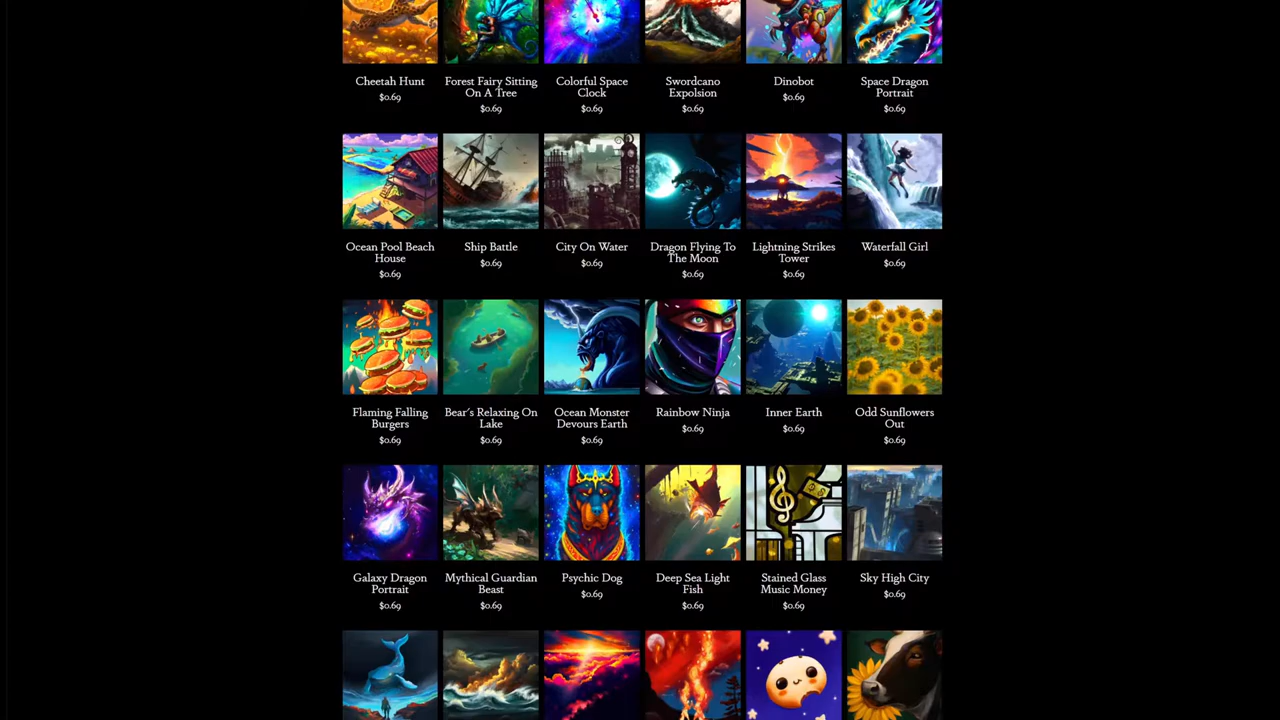 Cheetah Hunt
$0.69
Forest Fairy Sitting
On A Tree
$0.69
Colorful Space
Clock
$0.69
Swordcano
Expolsion
$0.69
Dinobot
$0.69
Space Dragon
Portrait
$0.69
Ocean Pool Beach
House
$0.69
Ship Battle
$0.69
City On Water
$0.69
Dragon Flying To
The Moon
$0.69
Lightning Strikes
Tower
$0.69
Waterfall Girl
$0.69
Flaming Falling
Burgers
$0.69
Bear's Relaxing On
Lake
$0.69
Ocean Monster
Devours Earth
$0.69
Rainbow Ninja
$0.69
Inner Earth
$0.69
Odd Sunflowers
Out
$0.69
Galaxy Dragon
Portrait
$0.69
Mythical Guardian
Beast
$0.69
Psychic Dog
$0.69
Deep Sea Light
Fish
$0.69
Stained Glass
Music Money
$0.69
Sky High City
$0.69